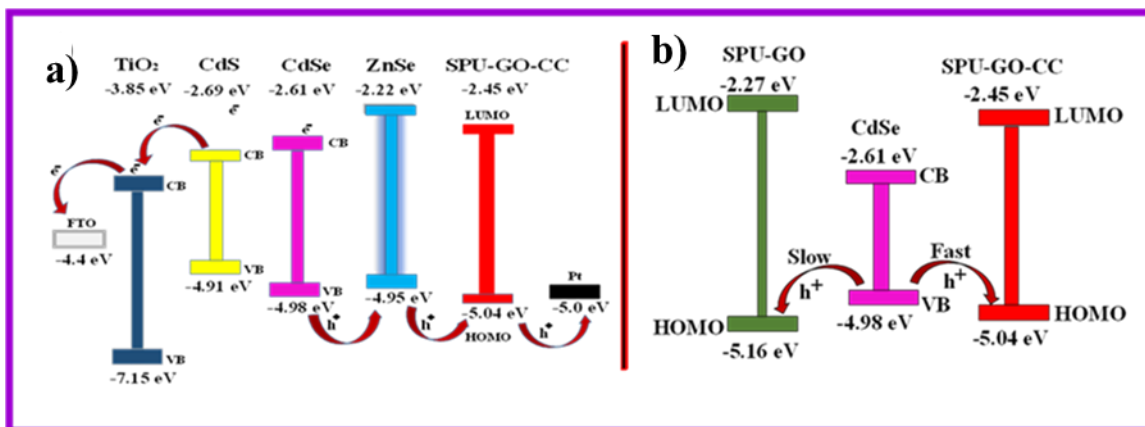 a)
TiO₂ CdS CdSe ZnSe SPU-GO-CC
-3.85 eV -2.69 eV -2.61 eV -2.22 eV -2.45 eV
ē
ē
LUMO
ē
CB
CB
ē
ē
CB
FTO
-4.4 eV
VB
-4.91 eV
VB
-4.98 eV
-4.95 eV
Pt
-5.0 eV
-5.04 eV
HOMO
h⁺
h⁺
h⁺
VB
-7.15 eV
b)
SPU-GO
-2.27 eV
LUMO
SPU-GO-CC
-2.45 eV
LUMO
CdSe
-2.61 eV
CB
Slow
h⁺
Fast
h⁺
VB
-4.98 eV
HOMO
-5.16 eV
HOMO
-5.04 eV